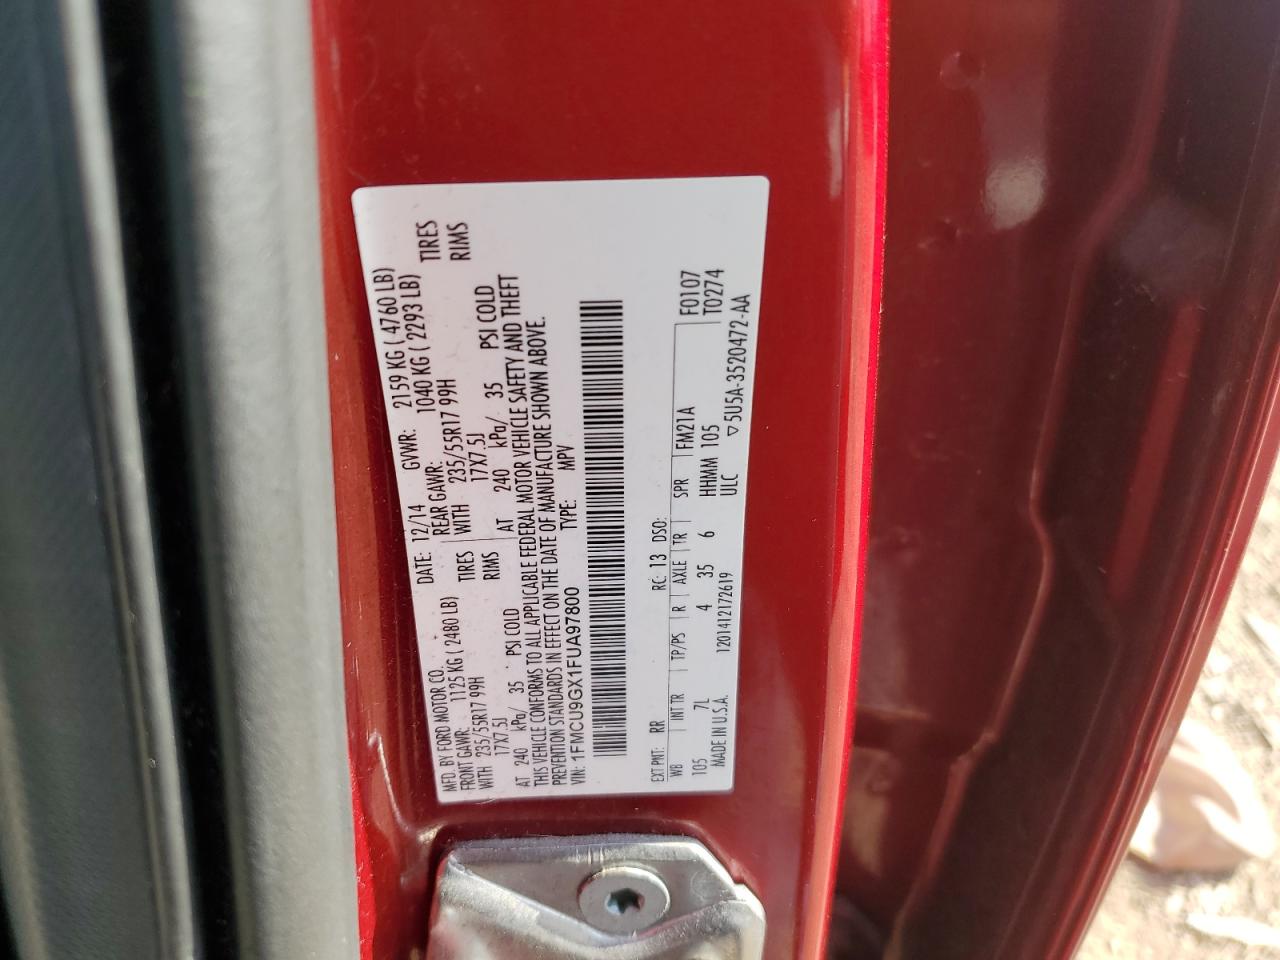 MFD. BY FORD MOTOR CO. DATE: 12/14 GVWR: 2159 KG ( 4760 LB)
FRONT GAWR: 1125 KG ( 2480 LB) REAR GAWR: 1040 KG ( 2293 LB)
WITH 235/55R17 99H TIRES WITH 235/55R17 99H TIRES
17X7.5J RIMS 17X7.5J RIMS
AT 240 kPa/ 35 PSI COLD AT 240 kPa/ 35 PSI COLD
THIS VEHICLE CONFORMS TO ALL APPLICABLE FEDERAL MOTOR VEHICLE SAFETY AND THEFT
PREVENTION STANDARDS IN EFFECT ON THE DATE OF MANUFACTURE SHOWN ABOVE.
VIN: 1FMCU9GX1FUA97800 TYPE: MPV
EXT PNT: RR RC: 13 DSO: F0107
WB INT TR TP/PS R AXLE TR SPR FM21A T0274
105 7L 4 35 6 HHMM 105
MADE IN U.S.A. 1201412172619 ULC ▽5U5A-3520472-AA